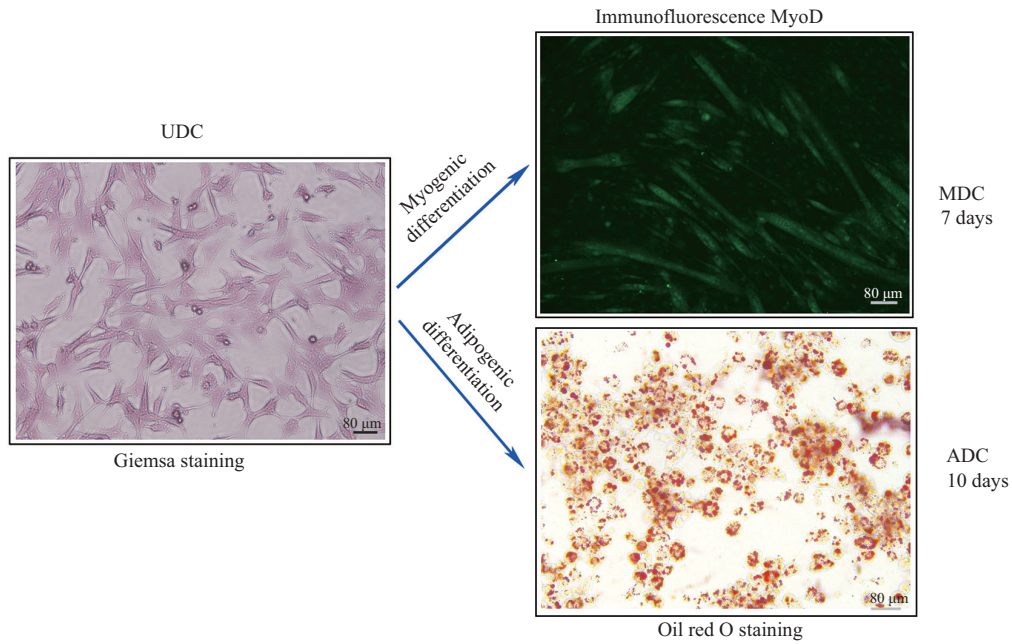 Immunofluorescence MyoD
UDC
Myogenic
differentiation
MDC
7 days
80 μm
80 μm
Giemsa staining
Adipogenic
differentiation
ADC
10 days
80 μm
Oil red O staining